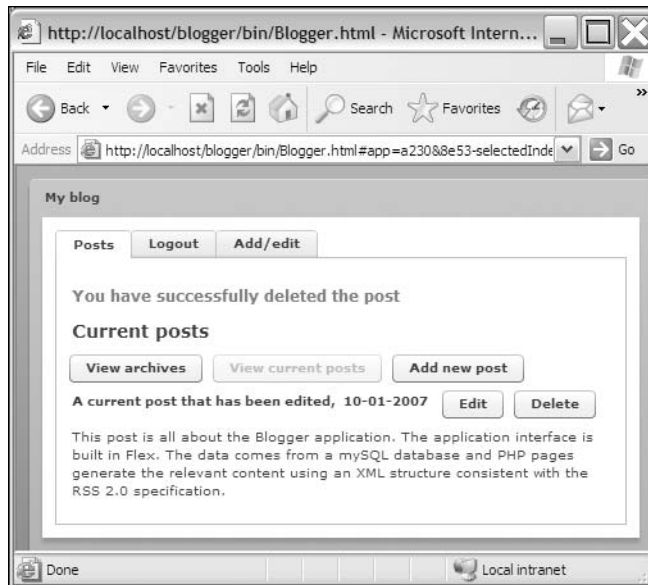 http://localhost/blogger/bin/Blogger.html - Microsoft Intern...
File Edit View Favorites Tools Help
Back Search Favorites »
Address http://localhost/blogger/bin/Blogger.html#app=a230&8e53-selectedInde Go
My blog
Posts Logout Add/edit
You have successfully deleted the post
Current posts
View archives View current posts Add new post
A current post that has been edited, 10-01-2007 Edit Delete
This post is all about the Blogger application. The application interface is
built in Flex. The data comes from a mySQL database and PHP pages
generate the relevant content using an XML structure consistent with the
RSS 2.0 specification.
Done Local intranet